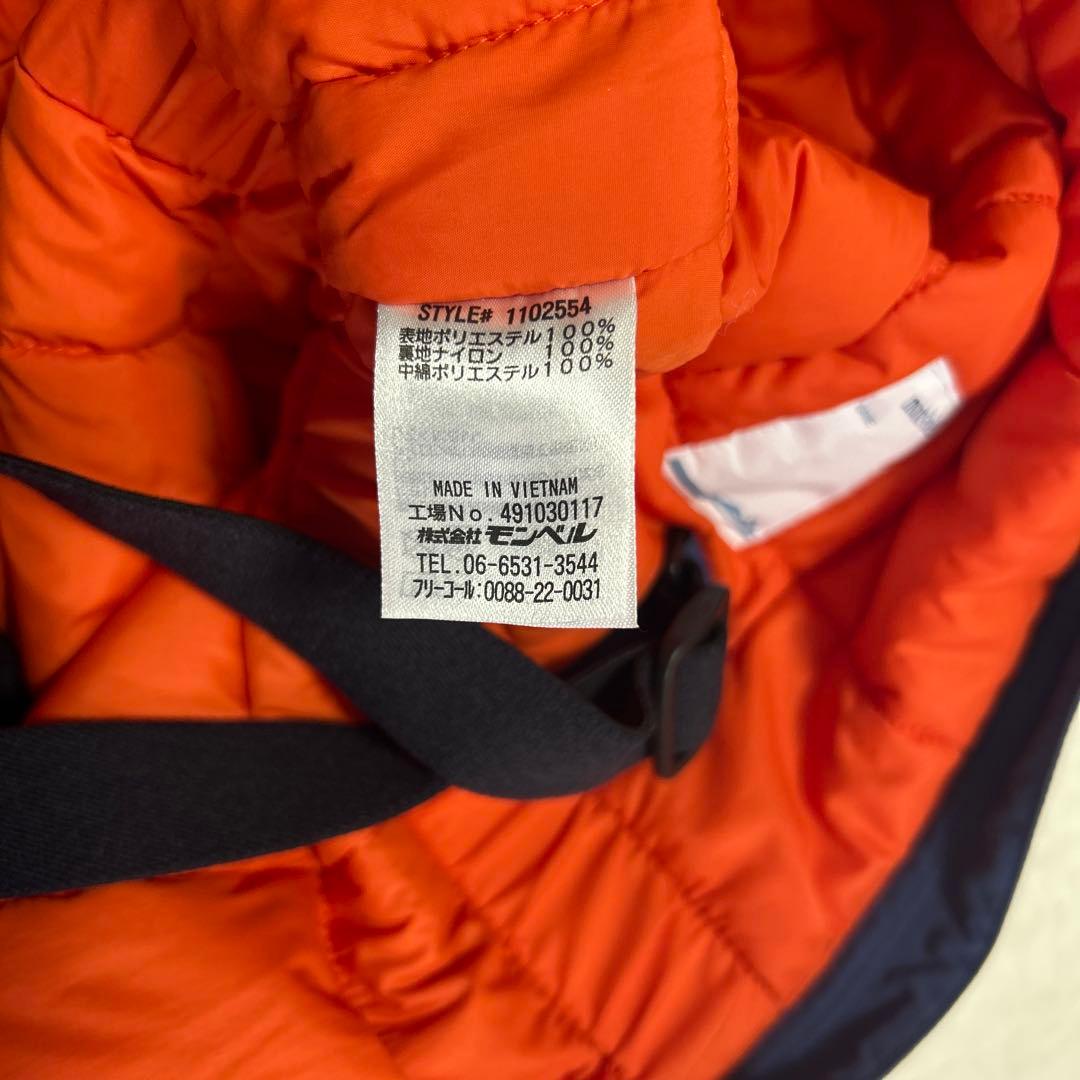 STYLE# 1102554
表地ポリエステル100%
裏地ナイロン 100%
中綿ポリエステル100%
MADE IN VIETNAM
工場No. 491030117
株式会社モンベル
TEL.06-6531-3544
フリーコール:0088-22-0031